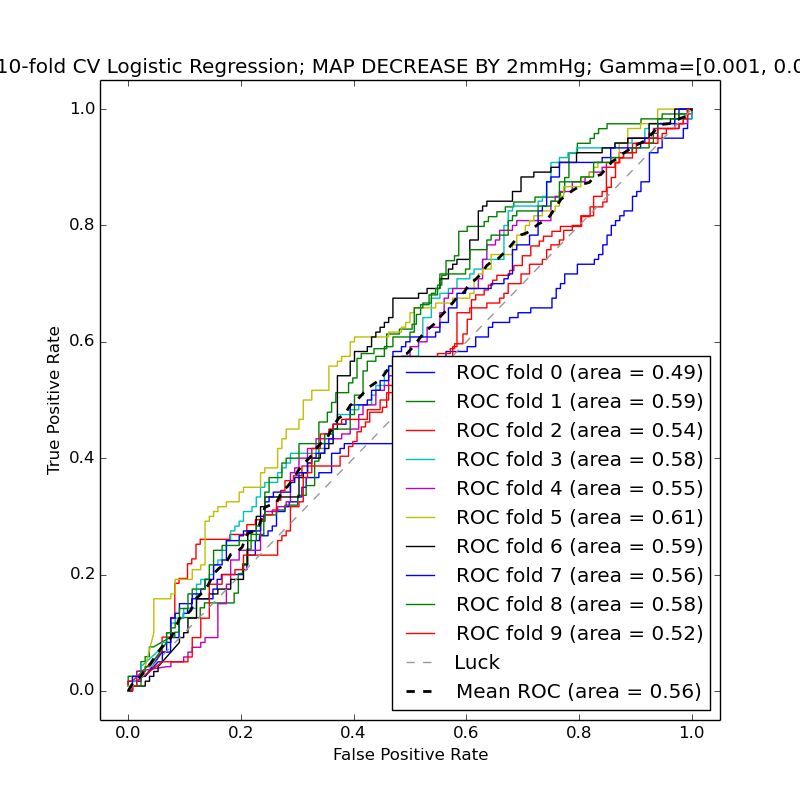 10-fold CV Logistic Regression; MAP DECREASE BY 2mmHg; Gamma=[0.001, 0.0
1.0
0.8
0.6
0.4
0.2
0.0
True Positive Rate
ROC fold 0 (area = 0.49)
ROC fold 1 (area = 0.59)
ROC fold 2 (area = 0.54)
ROC fold 3 (area = 0.58)
ROC fold 4 (area = 0.55)
ROC fold 5 (area = 0.61)
ROC fold 6 (area = 0.59)
ROC fold 7 (area = 0.56)
ROC fold 8 (area = 0.58)
ROC fold 9 (area = 0.52)
Luck
Mean ROC (area = 0.56)
0.0 0.2 0.4 0.6 0.8 1.0
False Positive Rate